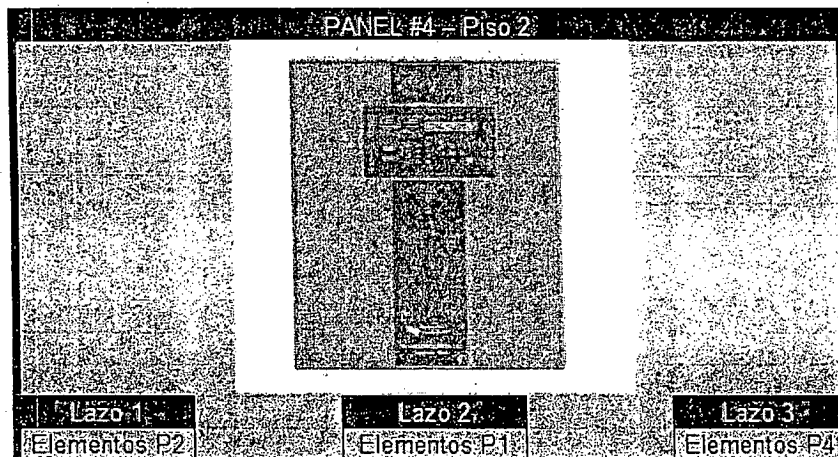 PANEL #4 - Piso 2
Lazo 1
Lazo 2
Lazo 3
Elementos P2
Elementos P1
Elementos P4